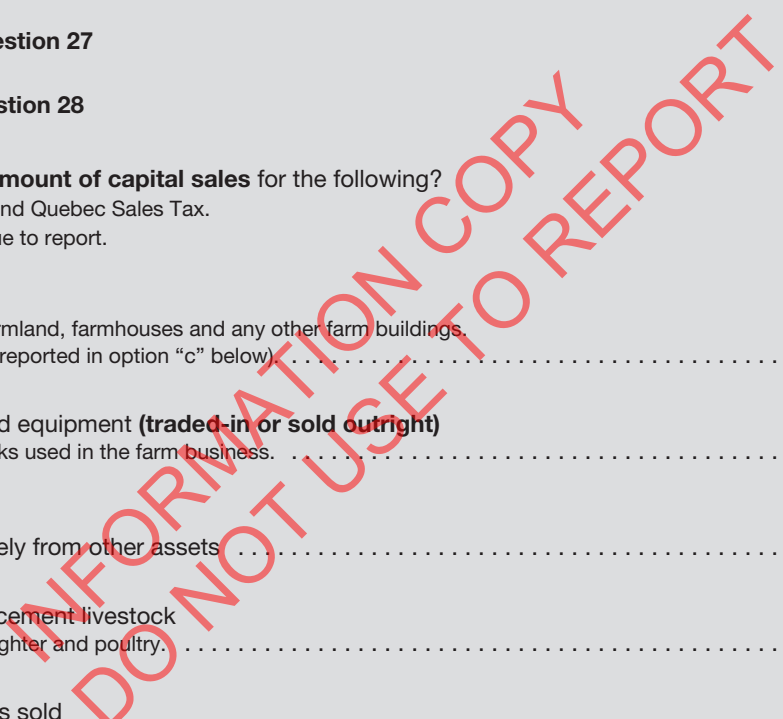 estion 27
stion 28
mount of capital sales for the following?
nd Quebec Sales Tax.
ue to report.
rmland, farmhouses and any other farm buildings.
reported in option “c” below). . . . . . . . . . . . . . . . . . . . . . . . . . . . . . . . . . . . . . . . .
d equipment (traded-in or sold outright)
ks used in the farm business. . . . . . . . . . . . . . . . . . . . . . . . . . . . . . . . . . . . . . . . .
ely from other assets . . . . . . . . . . . . . . . . . . . . . . . . . . . . . . . . . . . . . . . . . . . . .
cement livestock
ghter and poultry. . . . . . . . . . . . . . . . . . . . . . . . . . . . . . . . . . . . . . . . . . . . . . . . .
s sold
INFORMATION COPY
DO NOT USE TO REPORT